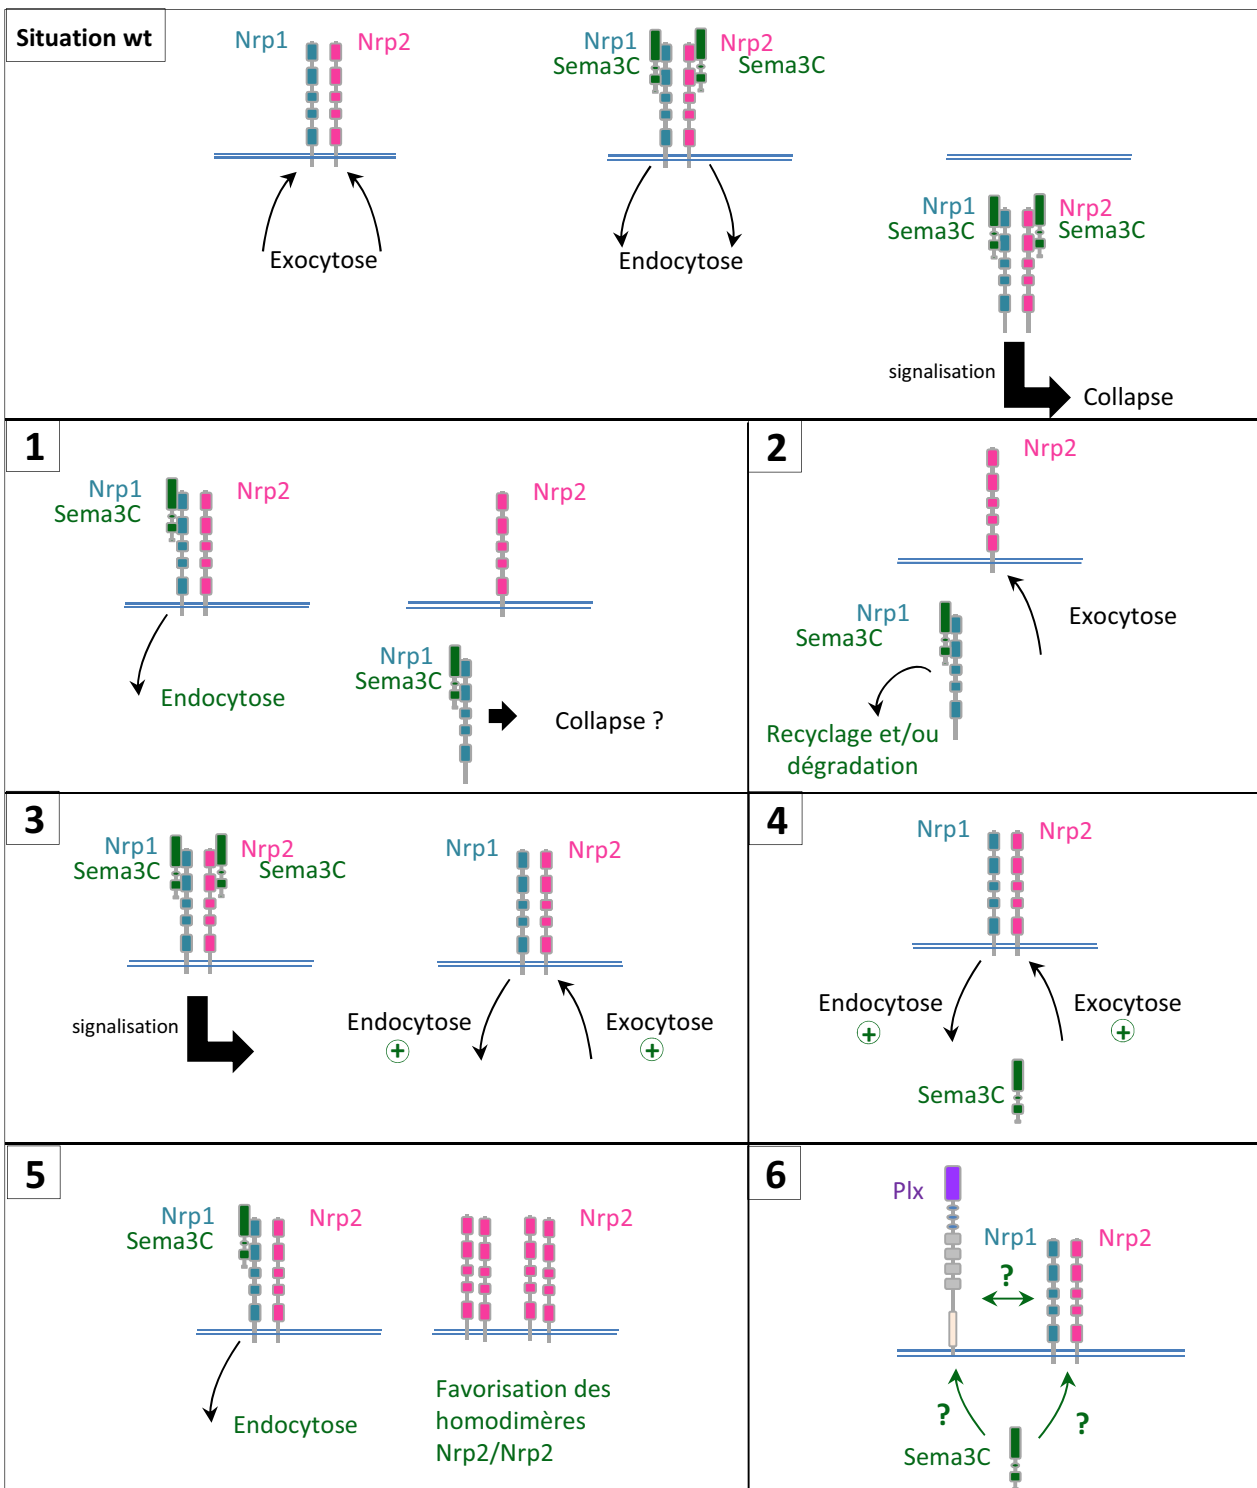 Situation wt
Nrp1
Nrp2
Exocytose
Nrp1
Sema3C
Nrp2
Sema3C
Endocytose
Nrp1
Sema3C
Nrp2
Sema3C
signalisation
Collapse
1
Nrp1
Sema3C
Nrp2
Endocytose
Nrp2
Nrp1
Sema3C
Collapse ?
2
Nrp2
Nrp1
Sema3C
Exocytose
Recyclage et/ou
dégradation
3
Nrp1
Sema3C
Nrp2
Sema3C
signalisation
Nrp1
Nrp2
Endocytose
+
Exocytose
+
4
Nrp1
Nrp2
Endocytose
+
Exocytose
+
Sema3C
5
Nrp1
Sema3C
Nrp2
Endocytose
Nrp2
Favorisation des
homodimères
Nrp2/Nrp2
6
Plx
Nrp1
Nrp2
?
?
?
Sema3C